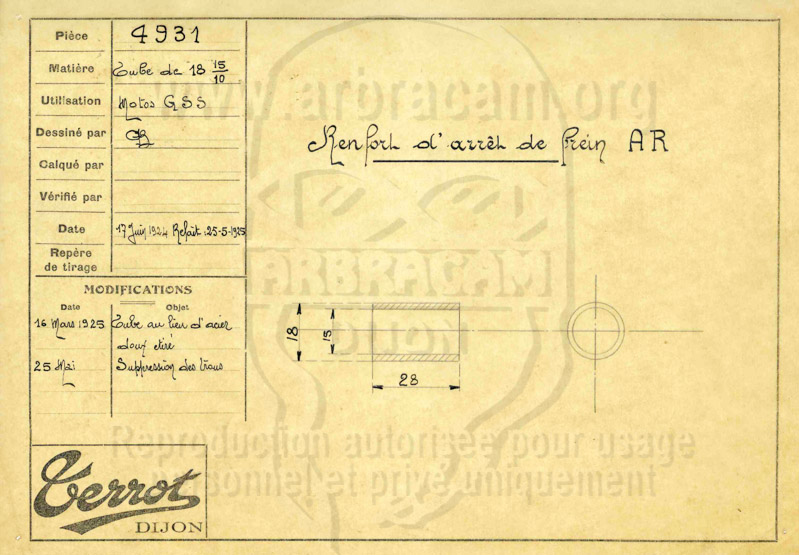 Pièce 4931
Matière Tube de 18 15/10
Utilisation Motos GSS
Dessiné par
Calqué par
Vérifié par
Date 17 Juin 1924 Refait : 25-5-1925
Repère
de tirage
MODIFICATIONS
Date Objet
16 Mars 1925 Tube au lieu d'acier
doux étiré
25 Mai Suppression des trous
Renfort d'arrêt de frein AR
18
15
28
Terrot
DIJON
www.arbracam.org
ARBRACAM
DIJON
Reproduction autorisée pour usage
personnel et privé uniquement